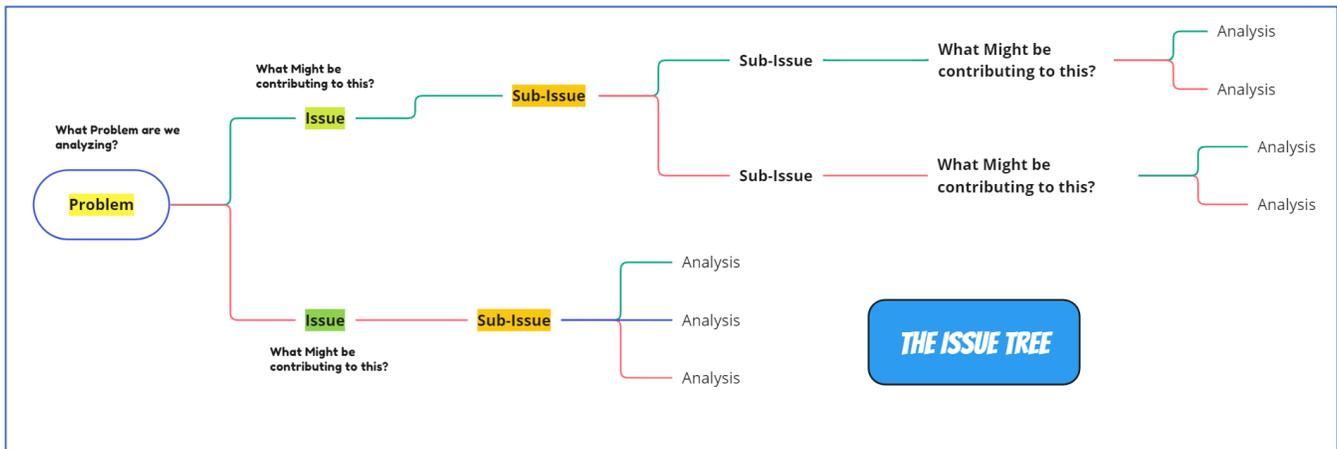 What Problem are we
analyzing?
Problem
What Might be
contributing to this?
Issue
Sub-Issue
Sub-Issue
What Might be
contributing to this?
Analysis
Analysis
Sub-Issue
What Might be
contributing to this?
Analysis
Analysis
Issue
What Might be
contributing to this?
Sub-Issue
Analysis
Analysis
Analysis
THE ISSUE TREE